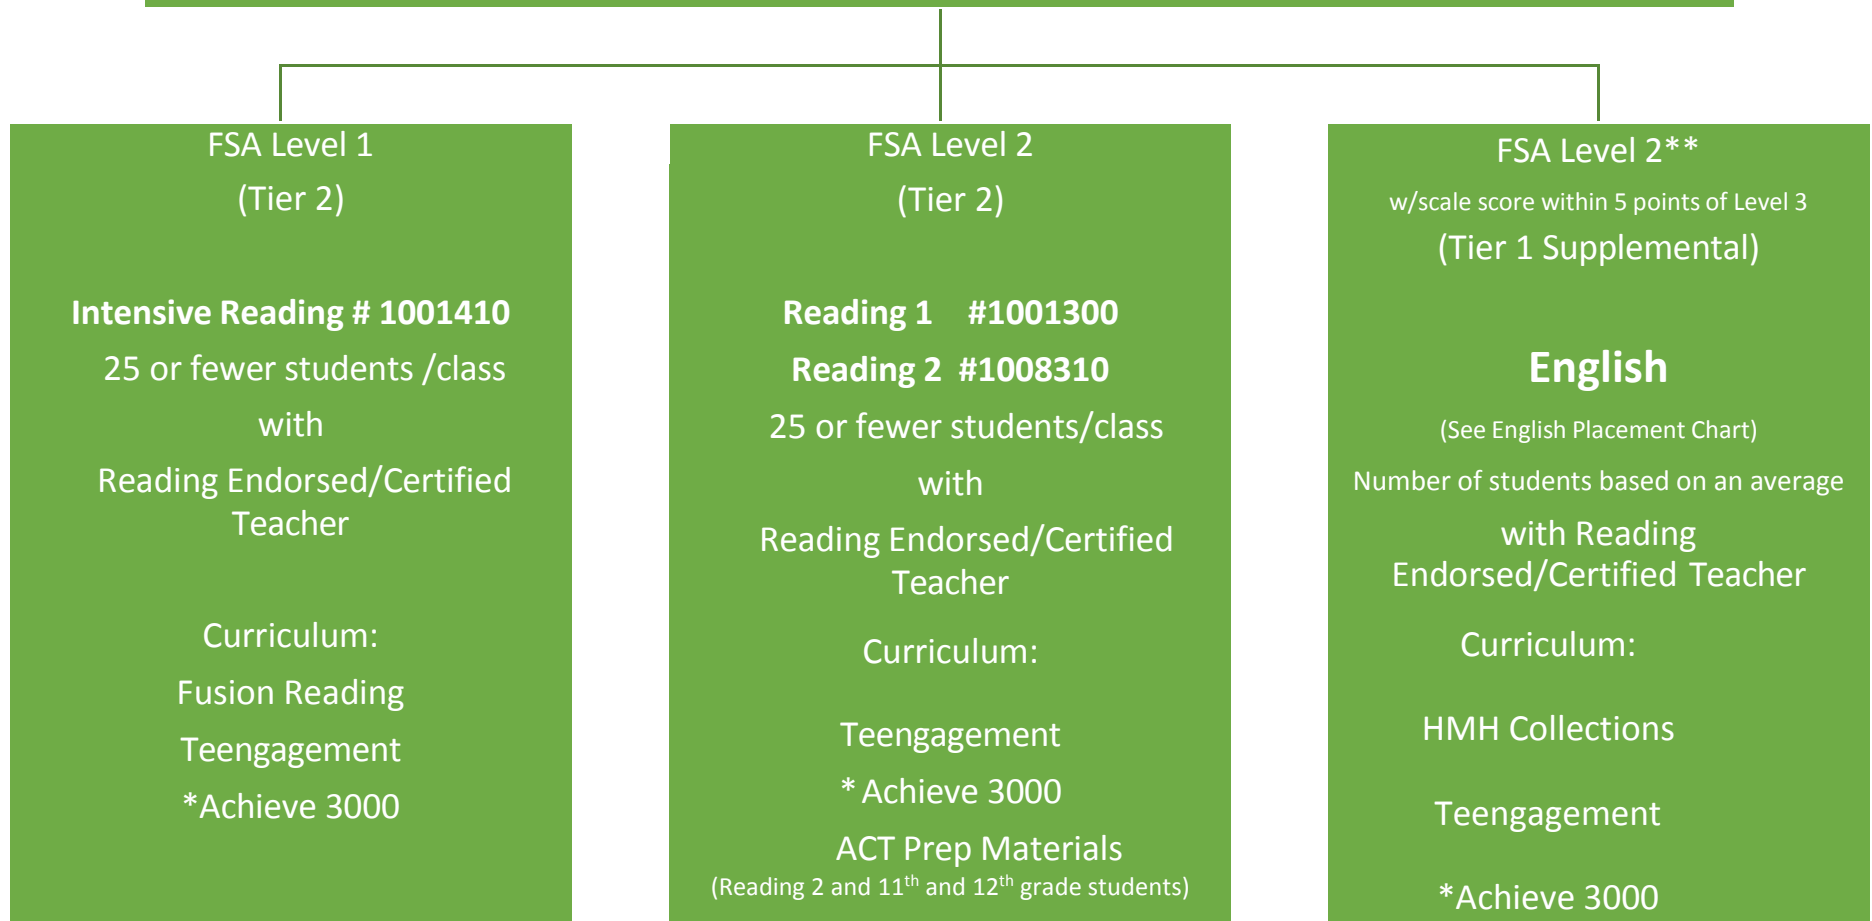 FSA Level 1
(Tier 2)
Intensive Reading # 1001410
25 or fewer students /class
with
Reading Endorsed/Certified
Teacher
Curriculum:
Fusion Reading
Teengagement
*Achieve 3000
FSA Level 2
(Tier 2)
Reading 1 #1001300
Reading 2 #1008310
25 or fewer students/class
with
Reading Endorsed/Certified
Teacher
Curriculum:
Teengagement
* Achieve 3000
ACT Prep Materials
(Reading 2 and 11th and 12th grade students)
FSA Level 2**
w/scale score within 5 points of Level 3
(Tier 1 Supplemental)
English
(See English Placement Chart)
Number of students based on an average
with Reading
Endorsed/Certified Teacher
Curriculum:
HMH Collections
Teengagement
*Achieve 3000